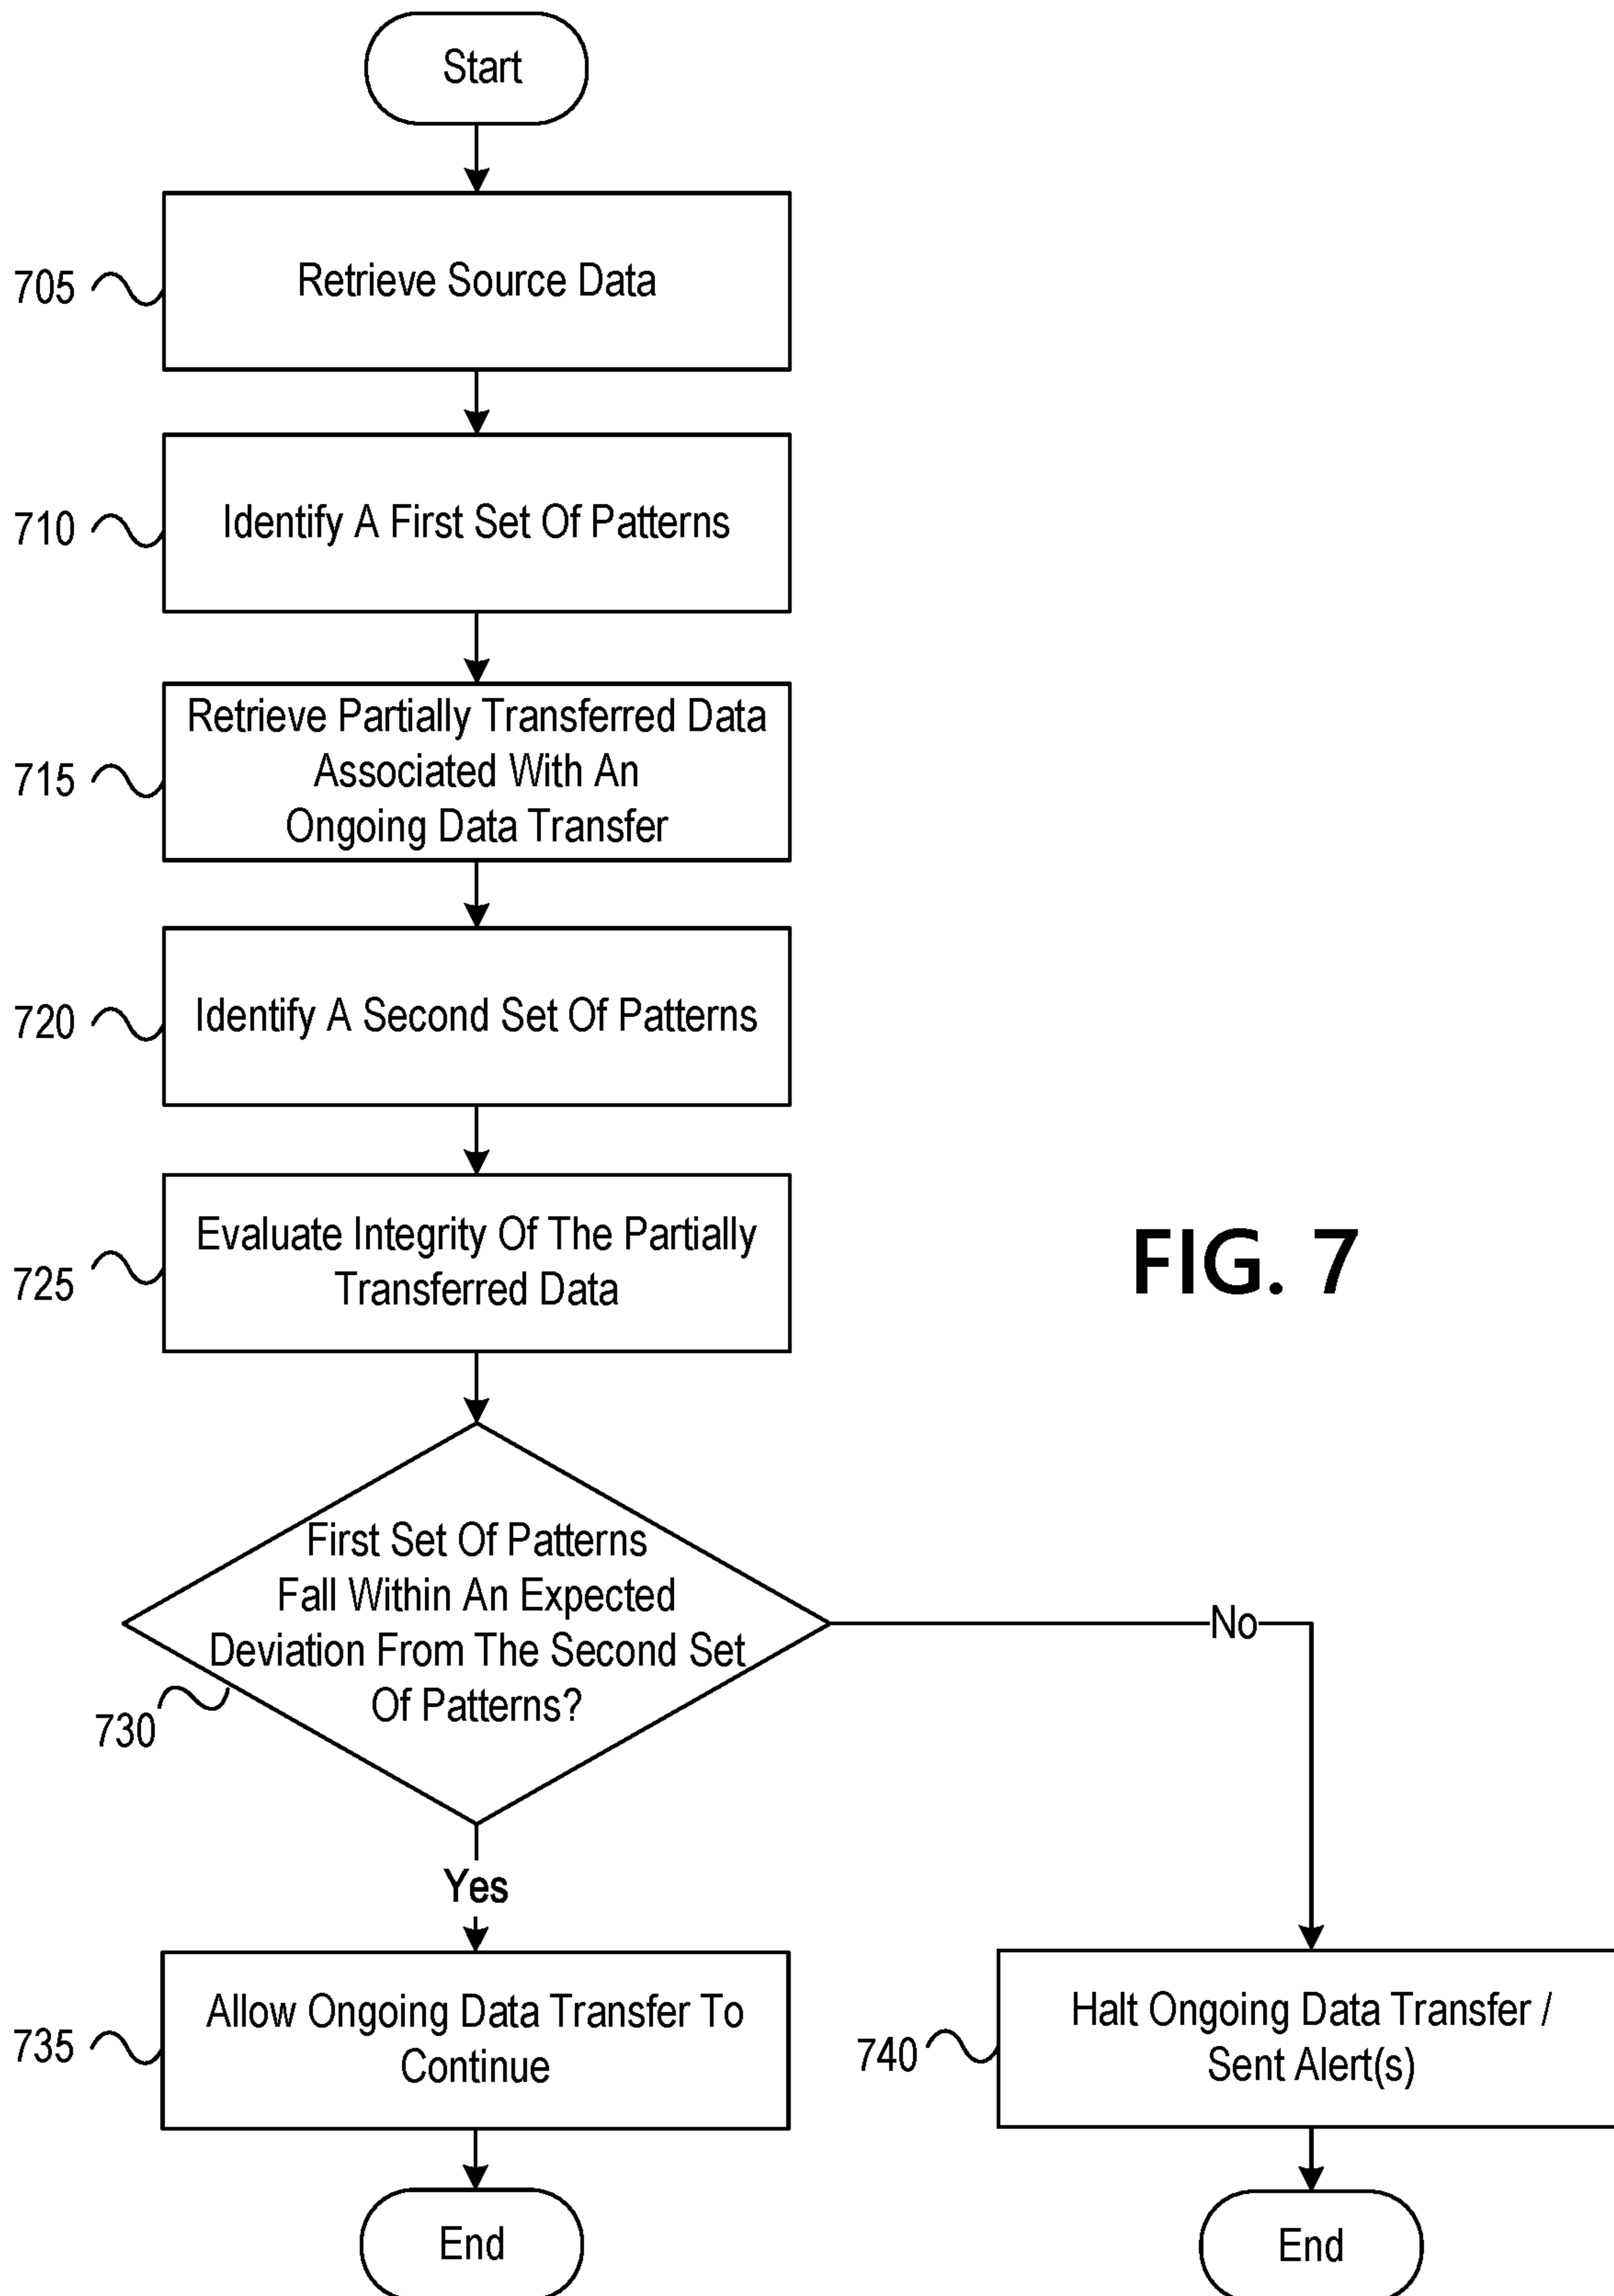 Start
705
Retrieve Source Data
710
Identify A First Set Of Patterns
715
Retrieve Partially Transferred Data
Associated With An
Ongoing Data Transfer
720
Identify A Second Set Of Patterns
725
Evaluate Integrity Of The Partially
Transferred Data
FIG. 7
First Set Of Patterns
Fall Within An Expected
Deviation From The Second Set
Of Patterns?
730
No
Yes
735
Allow Ongoing Data Transfer To
Continue
740
Halt Ongoing Data Transfer /
Sent Alert(s)
End
End